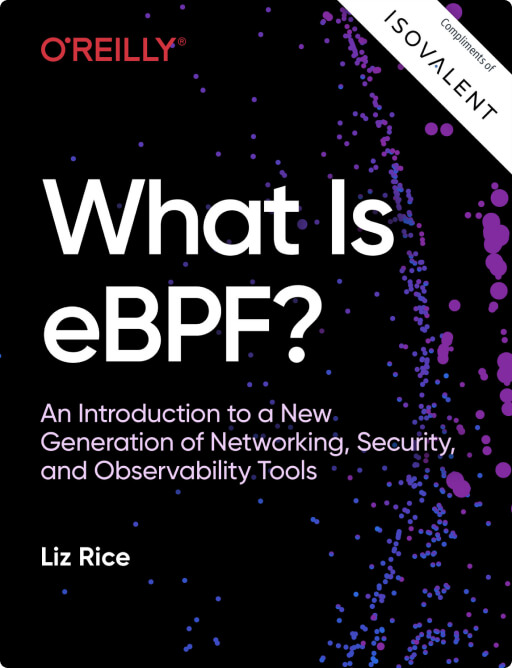 O'REILLY®
Compliments of
ISOVALENT
What Is
eBPF?
An Introduction to a New
Generation of Networking, Security,
and Observability Tools
Liz Rice